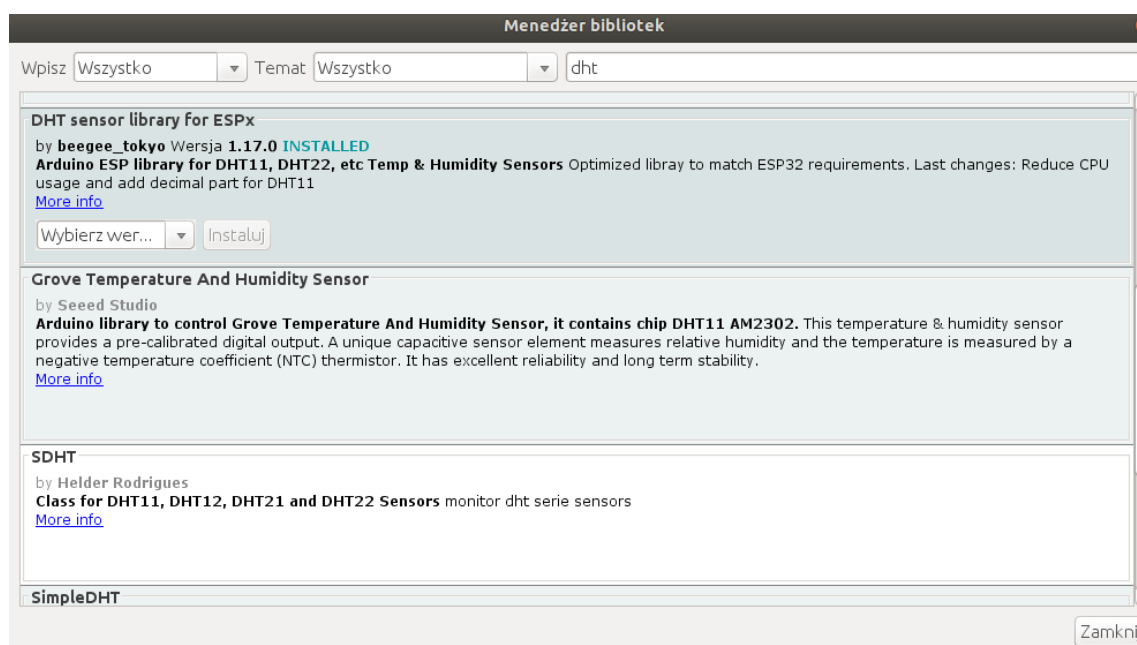 Menedżer bibliotek
Wpisz Wszystko Temat Wszystko dht
DHT sensor library for ESPx
by beegee_tokyo Wersja 1.17.0 INSTALLED
Arduino ESP library for DHT11, DHT22, etc Temp & Humidity Sensors Optimized libray to match ESP32 requirements. Last changes: Reduce CPU
usage and add decimal part for DHT11
More info
Wybierz wer... Instaluj
Grove Temperature And Humidity Sensor
by Seeed Studio
Arduino library to control Grove Temperature And Humidity Sensor, it contains chip DHT11 AM2302. This temperature & humidity sensor
provides a pre-calibrated digital output. A unique capacitive sensor element measures relative humidity and the temperature is measured by a
negative temperature coefficient (NTC) thermistor. It has excellent reliability and long term stability.
More info
SDHT
by Helder Rodrigues
Class for DHT11, DHT12, DHT21 and DHT22 Sensors monitor dht serie sensors
More info
SimpleDHT
Zamkni